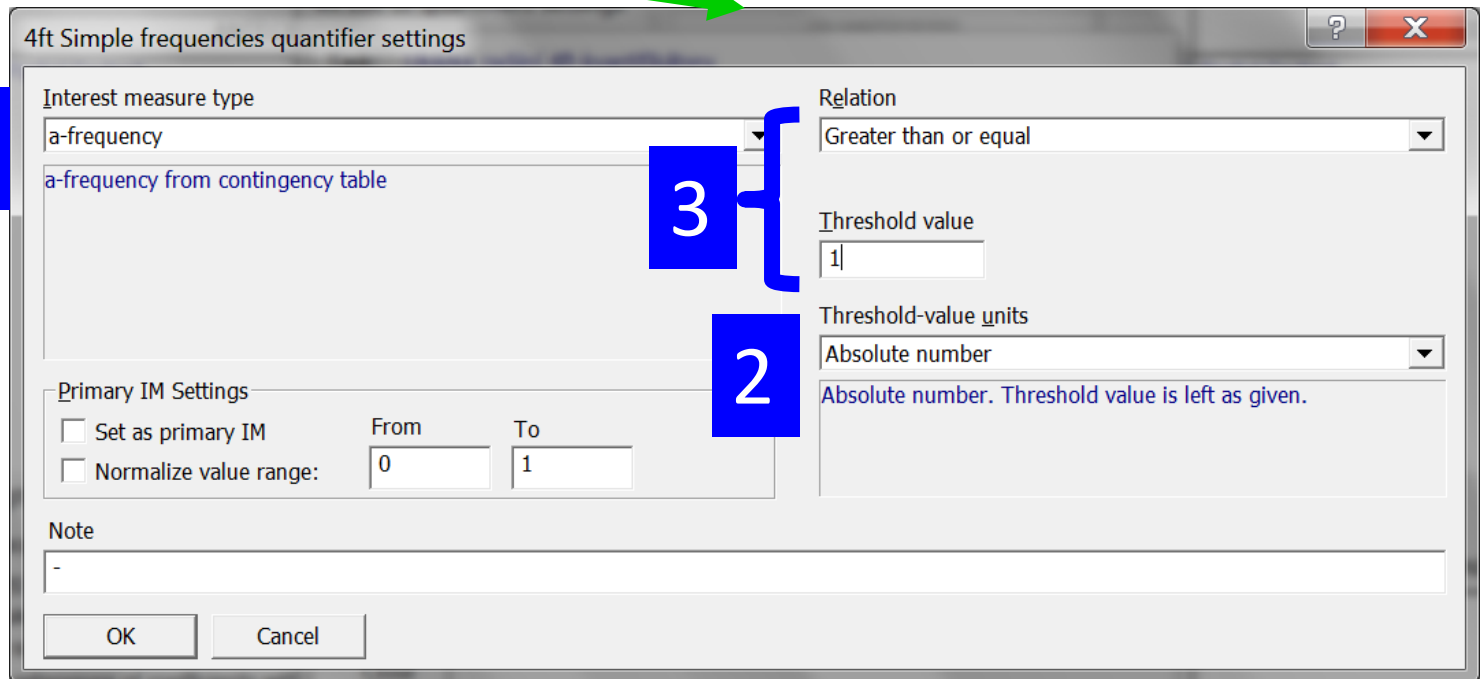 4ft Simple frequencies quantifier settings
Interest measure type
a-frequency
a-frequency from contingency table
3
Relation
Greater than or equal
Threshold value
1
2
Threshold-value units
Absolute number
Absolute number. Threshold value is left as given.
Primary IM Settings
Set as primary IM
Normalize value range:
From
0
To
1
Note
-
OK
Cancel